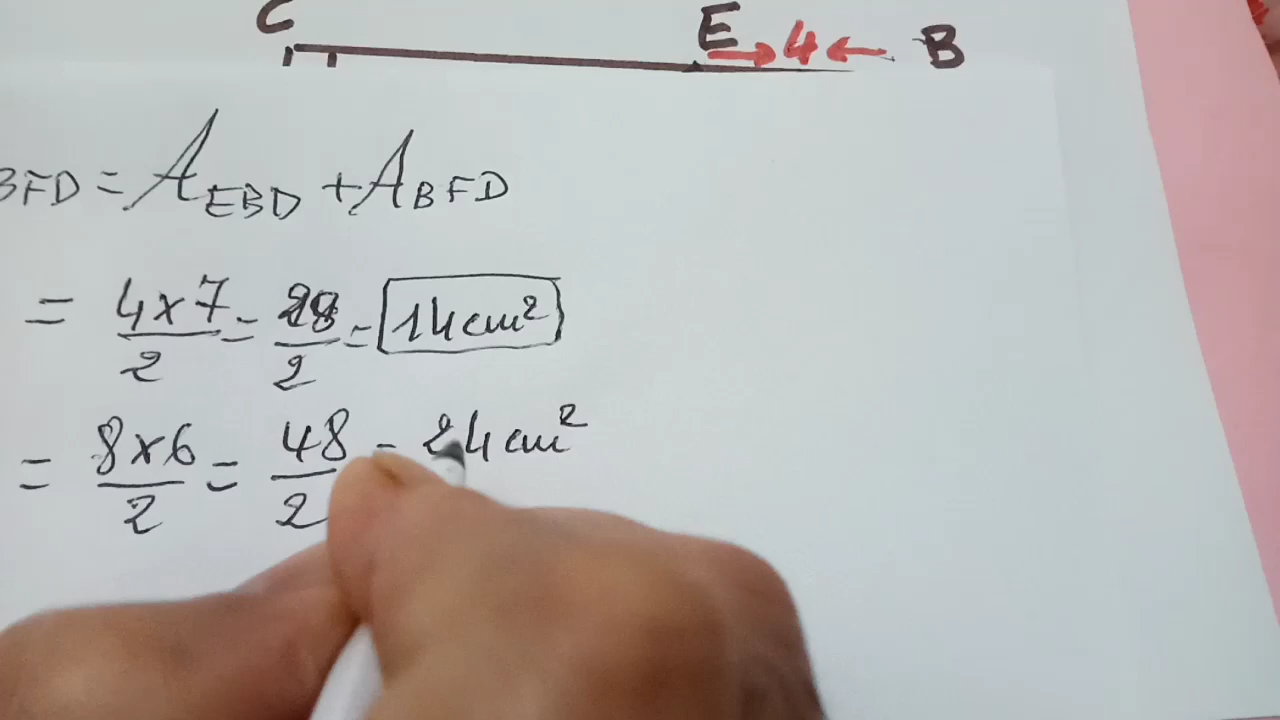 C E 4 B
BFD = A EBD + A BFD
= 4x7/2 = 28/2 = 14cm²
= 8x6/2 = 48/2 = 24cm²